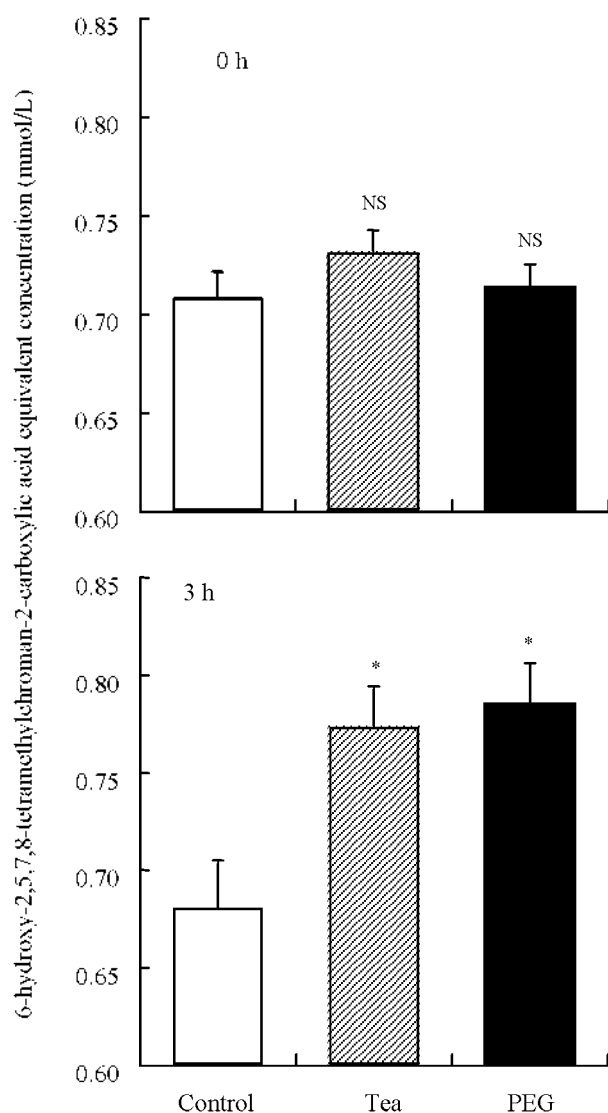 6-hydroxy-2,5,7,8-tetramethylchroman-2-carboxylic acid equivalent concentration (mmol/L)
0.85
0 h
0.80
0.75
NS
NS
0.70
0.65
0.60
0.85
3 h
0.80
*
*
0.75
0.70
0.65
0.60
Control Tea PEG